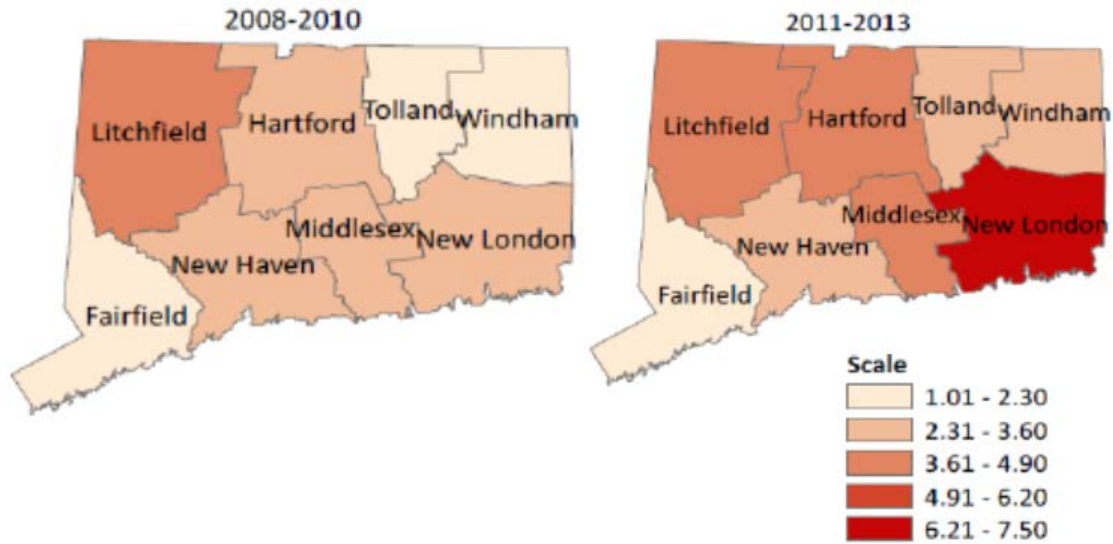 2008-2010
Litchfield
Hartford
Tolland
Windham
Middlesex
New London
New Haven
Fairfield
2011-2013
Litchfield
Hartford
Tolland
Windham
Middlesex
New London
New Haven
Fairfield
Scale
1.01 - 2.30
2.31 - 3.60
3.61 - 4.90
4.91 - 6.20
6.21 - 7.50